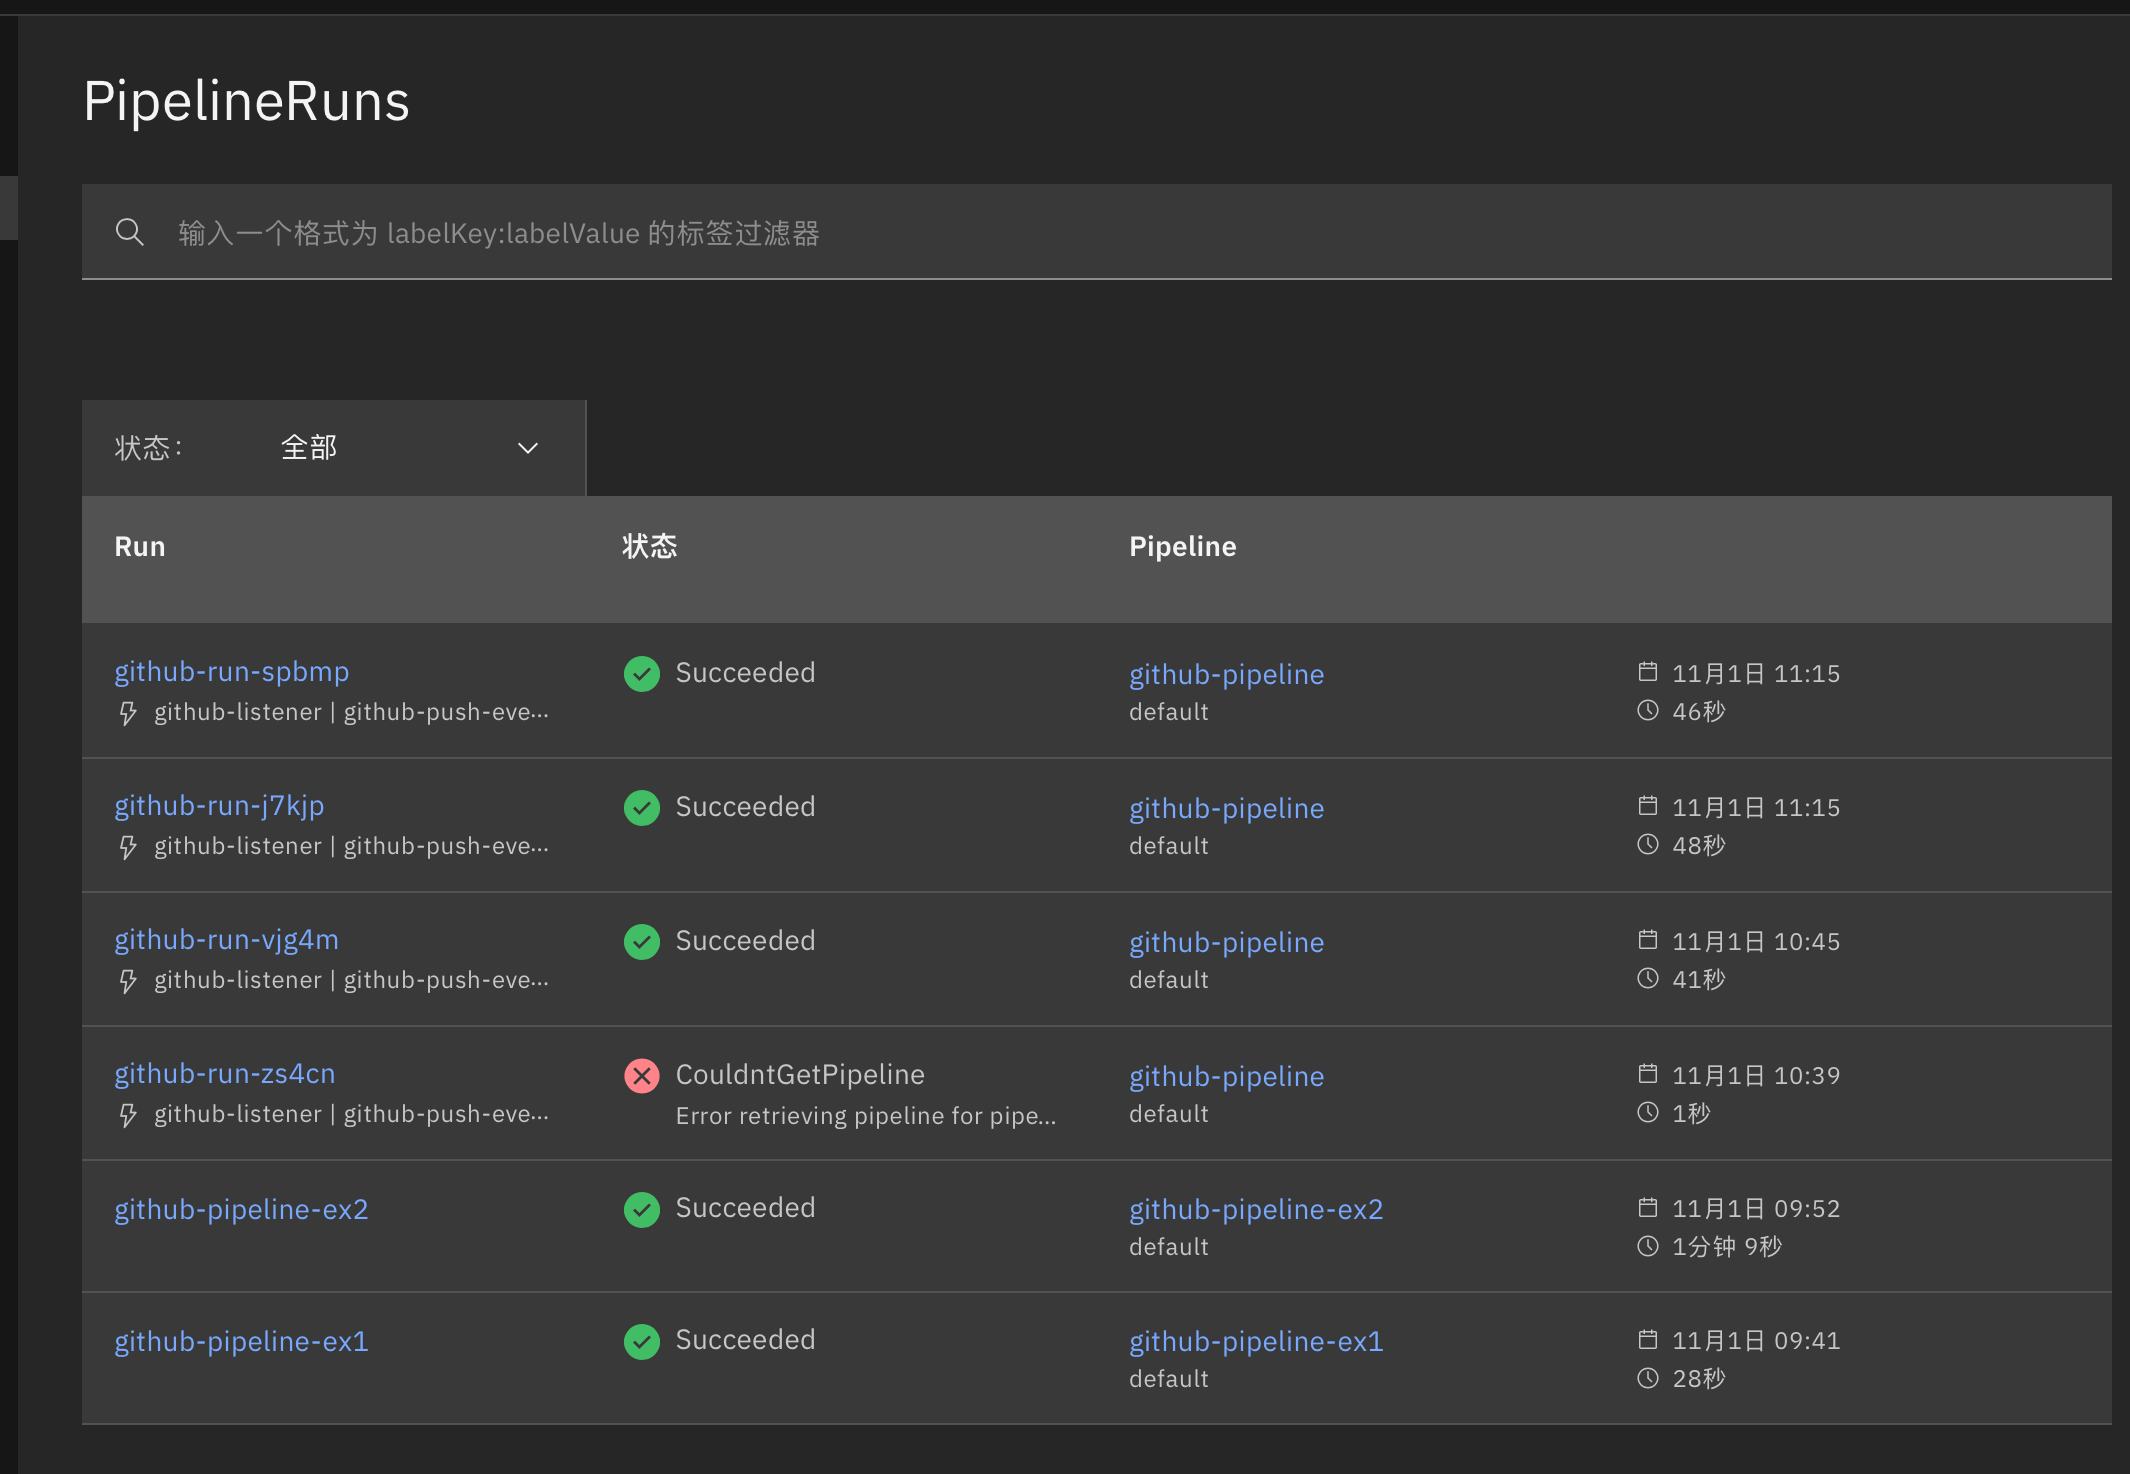 PipelineRuns
输入一个格式为 labelKey:labelValue 的标签过滤器
状态: 全部
Run 状态 Pipeline
github-run-spbmp Succeeded github-pipeline 11月1日 11:15
github-listener | github-push-eve... default 46秒
github-run-j7kjp Succeeded github-pipeline 11月1日 11:15
github-listener | github-push-eve... default 48秒
github-run-vjg4m Succeeded github-pipeline 11月1日 10:45
github-listener | github-push-eve... default 41秒
github-run-zs4cn CouldntGetPipeline github-pipeline 11月1日 10:39
github-listener | github-push-eve... Error retrieving pipeline for pipe... default 1秒
github-pipeline-ex2 Succeeded github-pipeline-ex2 11月1日 09:52
default 1分钟 9秒
github-pipeline-ex1 Succeeded github-pipeline-ex1 11月1日 09:41
default 28秒